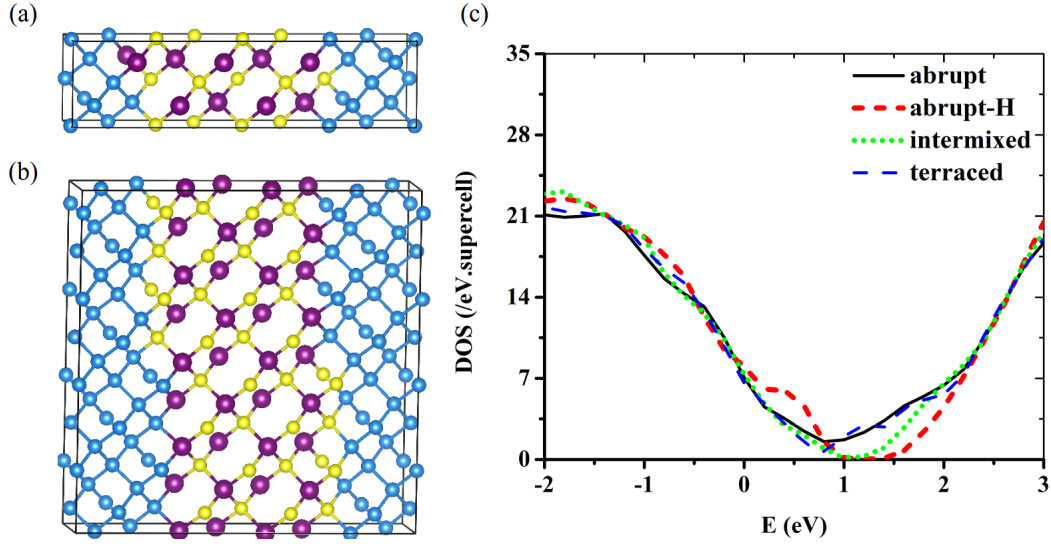 (a)
(b)
(c)
abrupt
abrupt-H
intermixed
terraced
DOS (/eV.supercell)
35
28
21
14
7
0
-2 -1 0 1 2 3
E (eV)